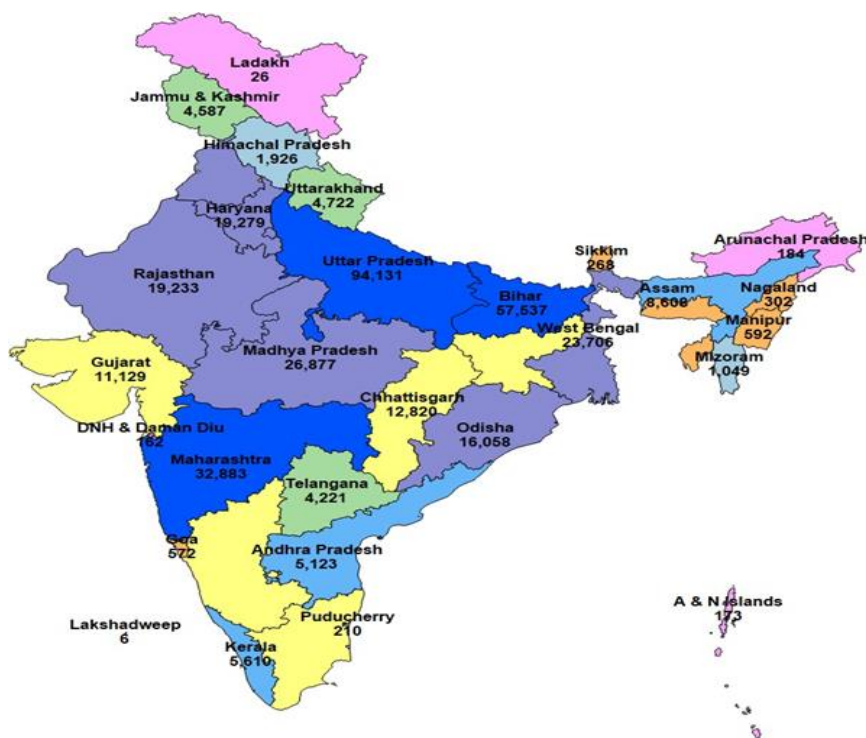 Ladakh
26
Jammu & Kashmir
4,587
Himachal Pradesh
1,926
Uttarakhand
4,722
Haryana
19,279
Sikkim
268
Arunachal Pradesh
184
Uttar Pradesh
94,131
Rajasthan
19,233
Assam
8,608
Nagaland
302
Bihar
57,537
Manipur
592
West Bengal
23,706
Madhya Pradesh
26,877
Mizoram
1,049
Gujarat
11,129
Chhattisgarh
12,820
DNH & Daman Diu
162
Odisha
16,058
Maharashtra
32,883
Telangana
4,221
Goa
572
Andhra Pradesh
5,123
A & N Islands
173
Puducherry
210
Lakshadweep
6
Kerala
5,610